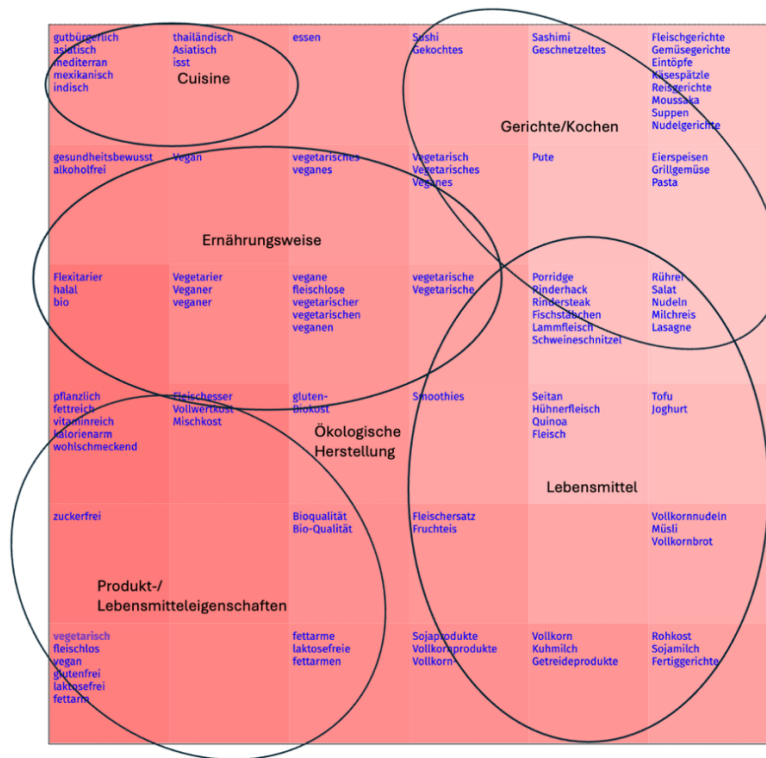 gutbürgerlich
asiatisch
mediterran
mexikanisch
indisch
thailändisch
Asiatisch
isst
Cuisine
essen
Sushi
Gekochtes
Sashimi
Geschnetzeltes
Fleischgerichte
Gemüsegerichte
Eintöpfe
Käsespätzle
Reisgerichte
Moussaka
Suppen
Nudelgerichte
Gerichte/Kochen
gesundheitsbewusst
alkoholfrei
Vegan
vegetarisches
veganes
Vegetarisch
Vegetarisches
Veganes
Pute
Eierspeisen
Grillgemüse
Pasta
Ernährungsweise
Flexitarier
halal
bio
Vegetarier
Veganer
veganer
vegane
fleischlose
vegetarischer
vegetarischen
veganen
vegetarische
Vegetarische
Porridge
Rinderhack
Rindersteak
Fischstäbchen
Lammfleisch
Schweineschnitzel
Rührei
Salat
Nudeln
Milchreis
Lasagne
pflanzlich
fettreich
vitaminreich
kalorienarm
wohlschmeckend
Fleischesser
Vollwertkost
Mischkost
gluten-
Biokost
Ökologische
Herstellung
Smoothies
Seitan
Hühnerfleisch
Quinoa
Fleisch
Tofu
Joghurt
Lebensmittel
zuckerfrei
Bioqualität
Bio-Qualität
Fleischersatz
Fruchteis
Vollkornnudeln
Müsli
Vollkornbrot
Produkt-/
Lebensmitteleigenschaften
vegetarisch
fleischlos
vegan
glutenfrei
laktosefrei
fettarm
fettarme
laktosefreie
fettarmen
Sojaprodukte
Vollkornprodukte
Vollkorn-
Vollkorn
Kuhmilch
Getreideprodukte
Rohkost
Sojamilch
Fertiggerichte